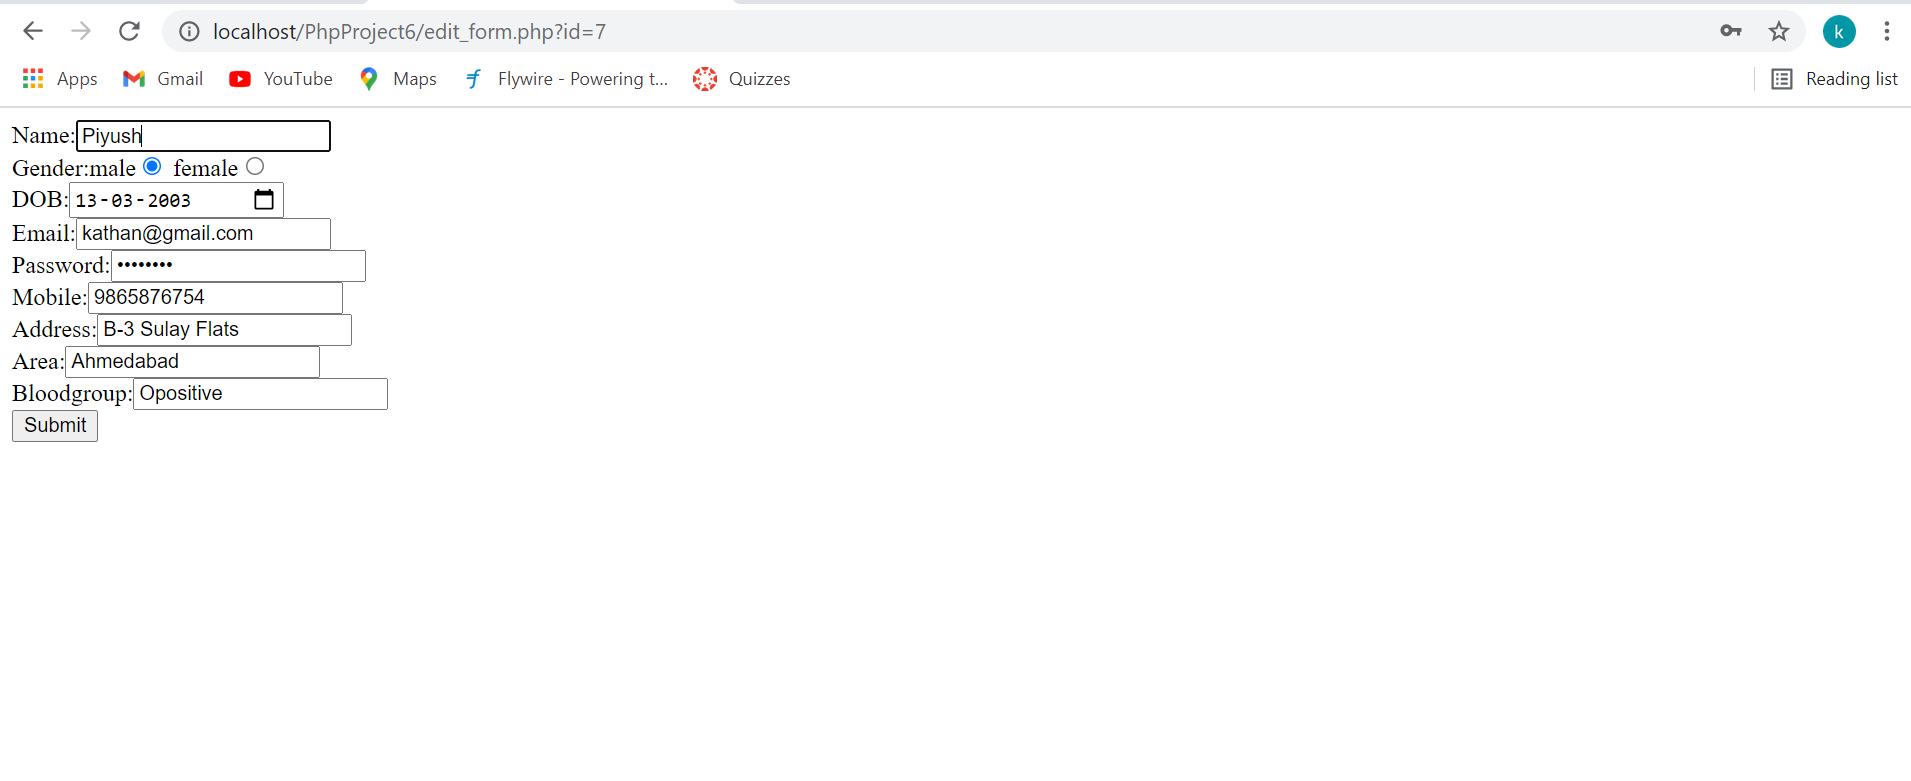 localhost/PhpProject6/edit_form.php?id=7
k
Apps Gmail YouTube Maps Flywire - Powering t... Quizzes Reading list
Name:Piyush
Gender:male female
DOB:13-03-2003
Email:kathan@gmail.com
Password:••••••••
Mobile:9865876754
Address:B-3 Sulay Flats
Area:Ahmedabad
Bloodgroup:Opositive
Submit